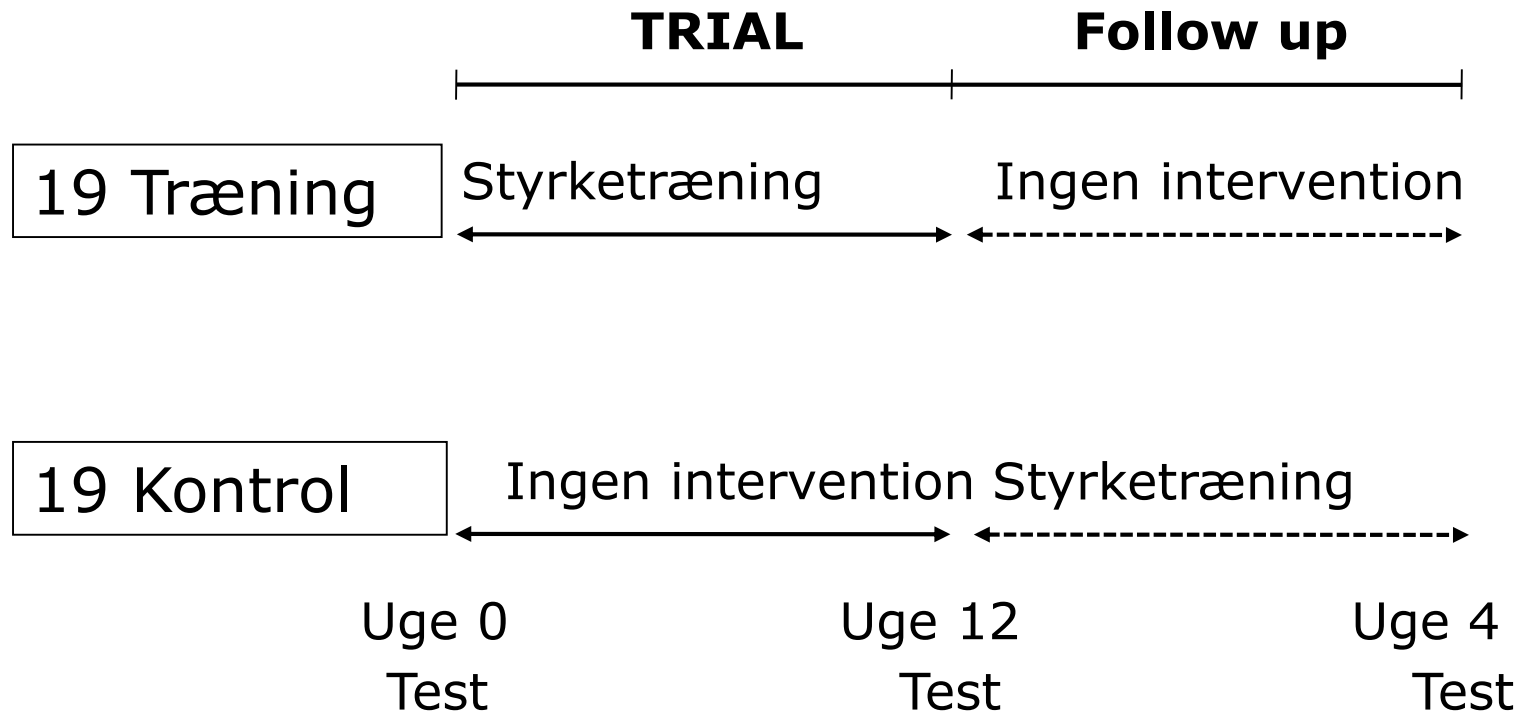 TRIAL Follow up
19 Træning Styrketræning Ingen intervention
19 Kontrol Ingen intervention Styrketræning
Uge 0 Uge 12 Uge 4
Test Test Test